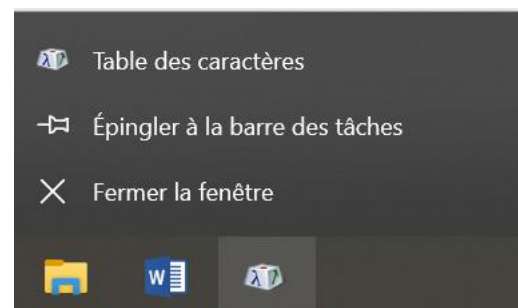 Table des caractères
Épingler à la barre des tâches
Fermer la fenêtre